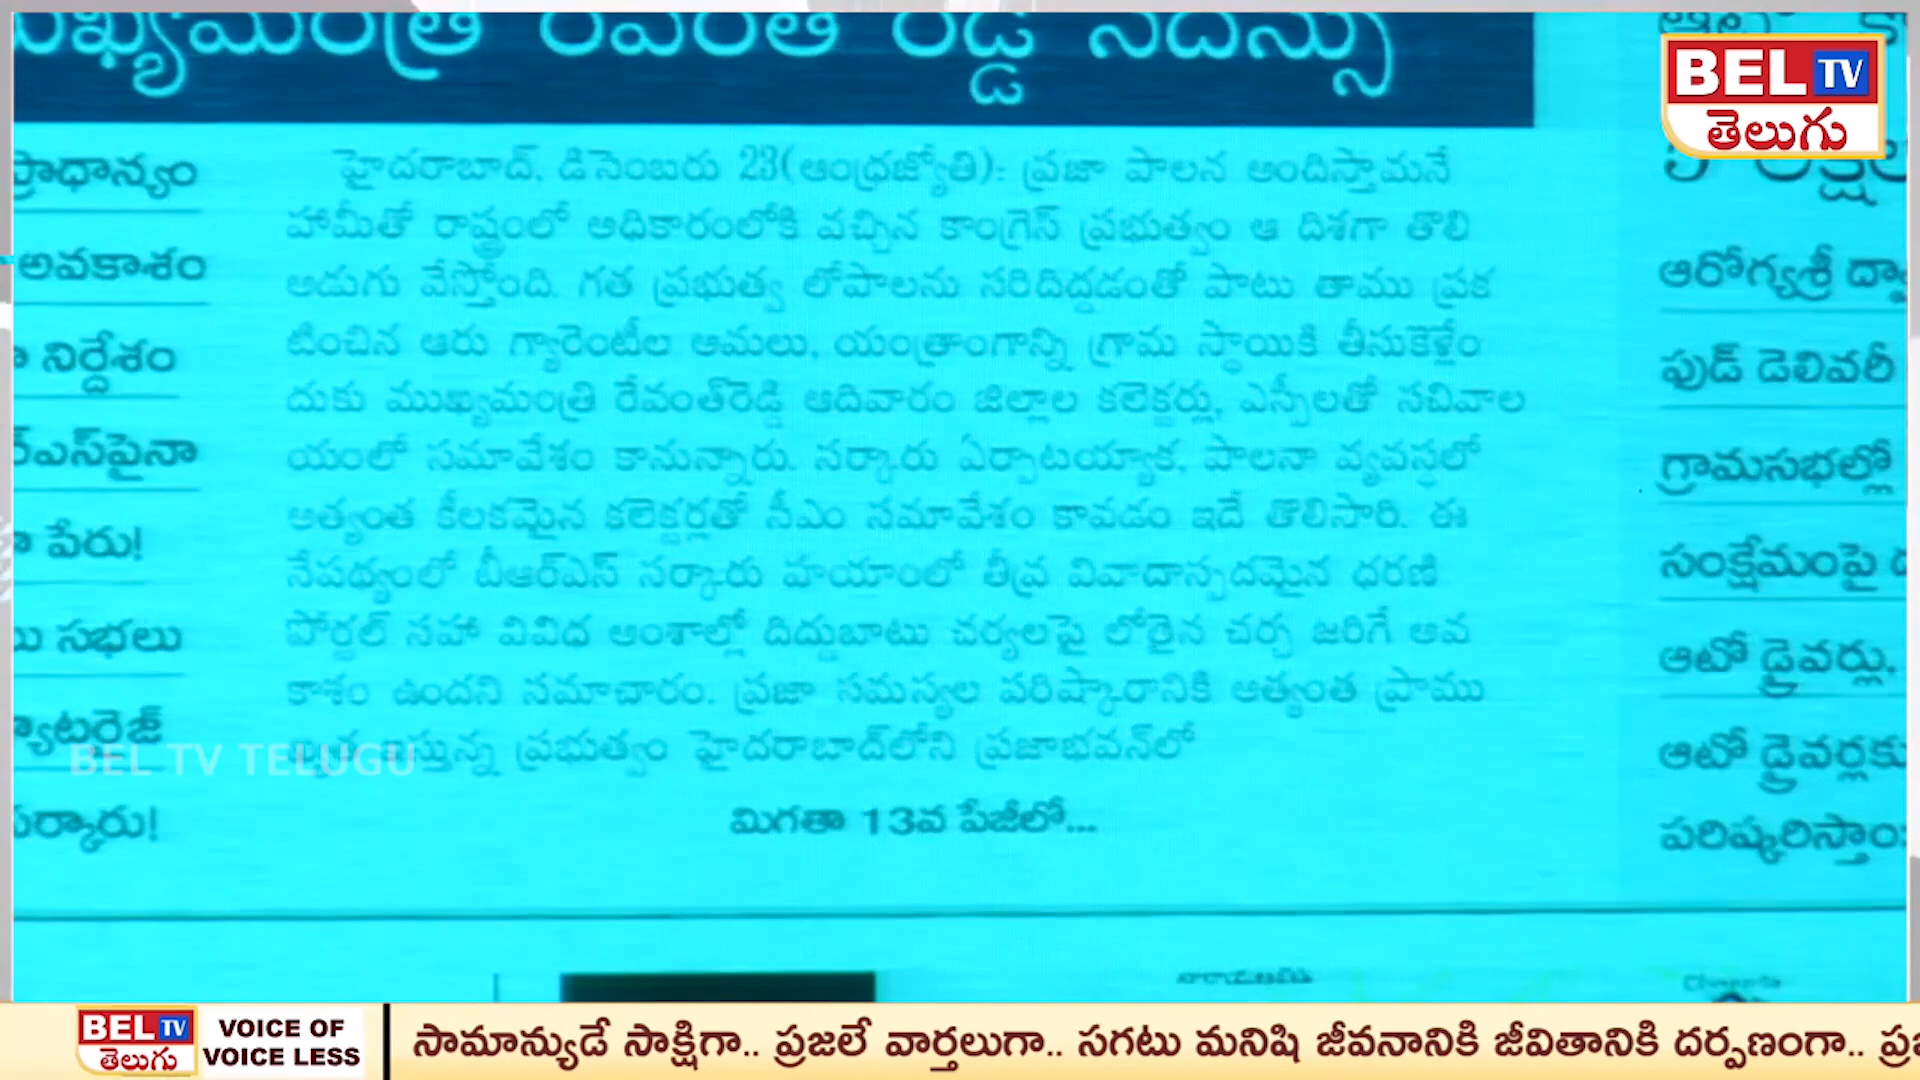 ముఖ్యమంత్రి రేవంత్ రెడ్డి సదస్సు
BEL TV
తెలుగు
ప్రాధాన్యం
అవకాశం
నిర్దేశం
పేరు!
సభలు
హైదరాబాద్, డిసెంబరు 23(ఆంధ్రజ్యోతి): ప్రజా పాలన అందిస్తామనే
హామీతో రాష్ట్రంలో అధికారంలోకి వచ్చిన కాంగ్రెస్ ప్రభుత్వం ఆ దిశగా తొలి
అడుగు వేస్తోంది. గత ప్రభుత్వ లోపాలను సరిదిద్దడంతో పాటు తాము ప్రక
టించిన ఆరు గ్యారెంటీల అమలు, యంత్రాంగాన్ని గ్రామ స్థాయికి తీసుకెళ్లేం
దుకు ముఖ్యమంత్రి రేవంత్‌రెడ్డి ఆదివారం జిల్లాల కలెక్టర్లు, ఎస్పీలతో సచివాల
యంలో సమావేశం కానున్నారు. సర్కారు ఏర్పాటయ్యాక, పాలనా వ్యవస్థలో
అత్యంత కీలకమైన కలెక్టర్లతో సీఎం సమావేశం కావడం ఇదే తొలిసారి. ఈ
నేపథ్యంలో బీఆర్ఎస్ సర్కారు హయాంలో తీవ్ర వివాదాస్పదమైన ధరణి
పోర్టల్ సహా వివిధ అంశాల్లో దిద్దుబాటు చర్యలపై లోతైన చర్చ జరిగే అవ
కాశం ఉందని సమాచారం. ప్రజా సమస్యల పరిష్కారానికి అత్యంత ప్రాము
ఇస్తున్న ప్రభుత్వం హైదరాబాద్‌లోని ప్రజాభవన్‌లో
మిగతా 13వ పేజీలో...
ఆరోగ్యశ్రీ
ఫుడ్ డెలివరీ
గ్రామసభల్లో
సంక్షేమంపై
ఆటో డ్రైవర్లు,
ఆటో డ్రైవర్లకు
పరిష్కరిస్తాం:
BEL TV TELUGU
BEL TV
తెలుగు
VOICE OF
VOICE LESS
సామాన్యుడే సాక్షిగా.. ప్రజలే వార్తలుగా.. సగటు మనిషి జీవనానికి జీవితానికి దర్పణంగా..